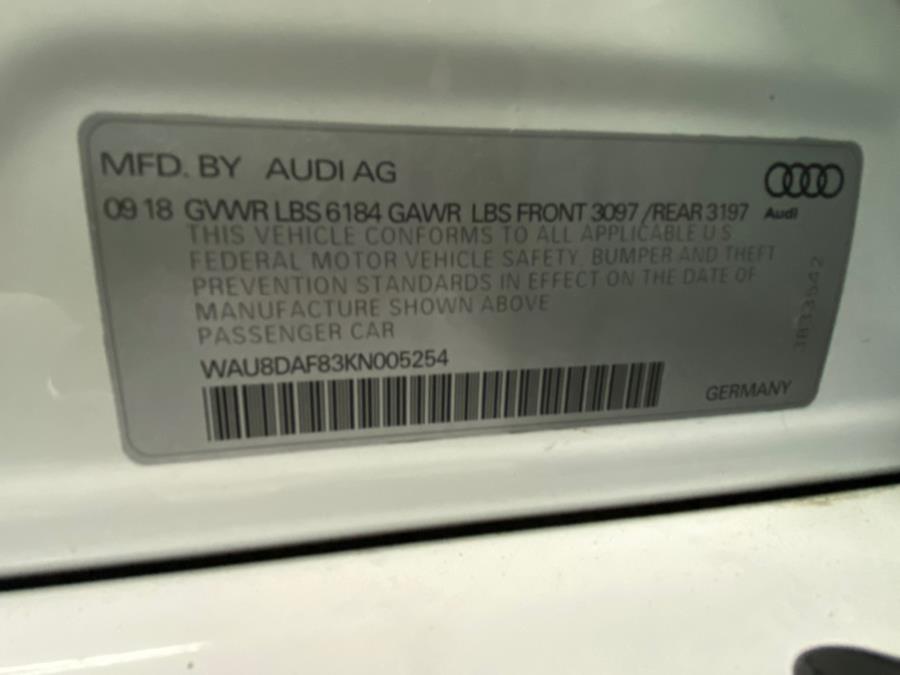 MFD. BY AUDI AG
09 18 GVWR LBS 6184 GAWR LBS FRONT 3097 / REAR 3197
Audi
THIS VEHICLE CONFORMS TO ALL APPLICABLE U S
FEDERAL MOTOR VEHICLE SAFETY, BUMPER AND THEFT
PREVENTION STANDARDS IN EFFECT ON THE DATE OF
MANUFACTURE SHOWN ABOVE
PASSENGER CAR
WAU8DAF83KN005254
GERMANY